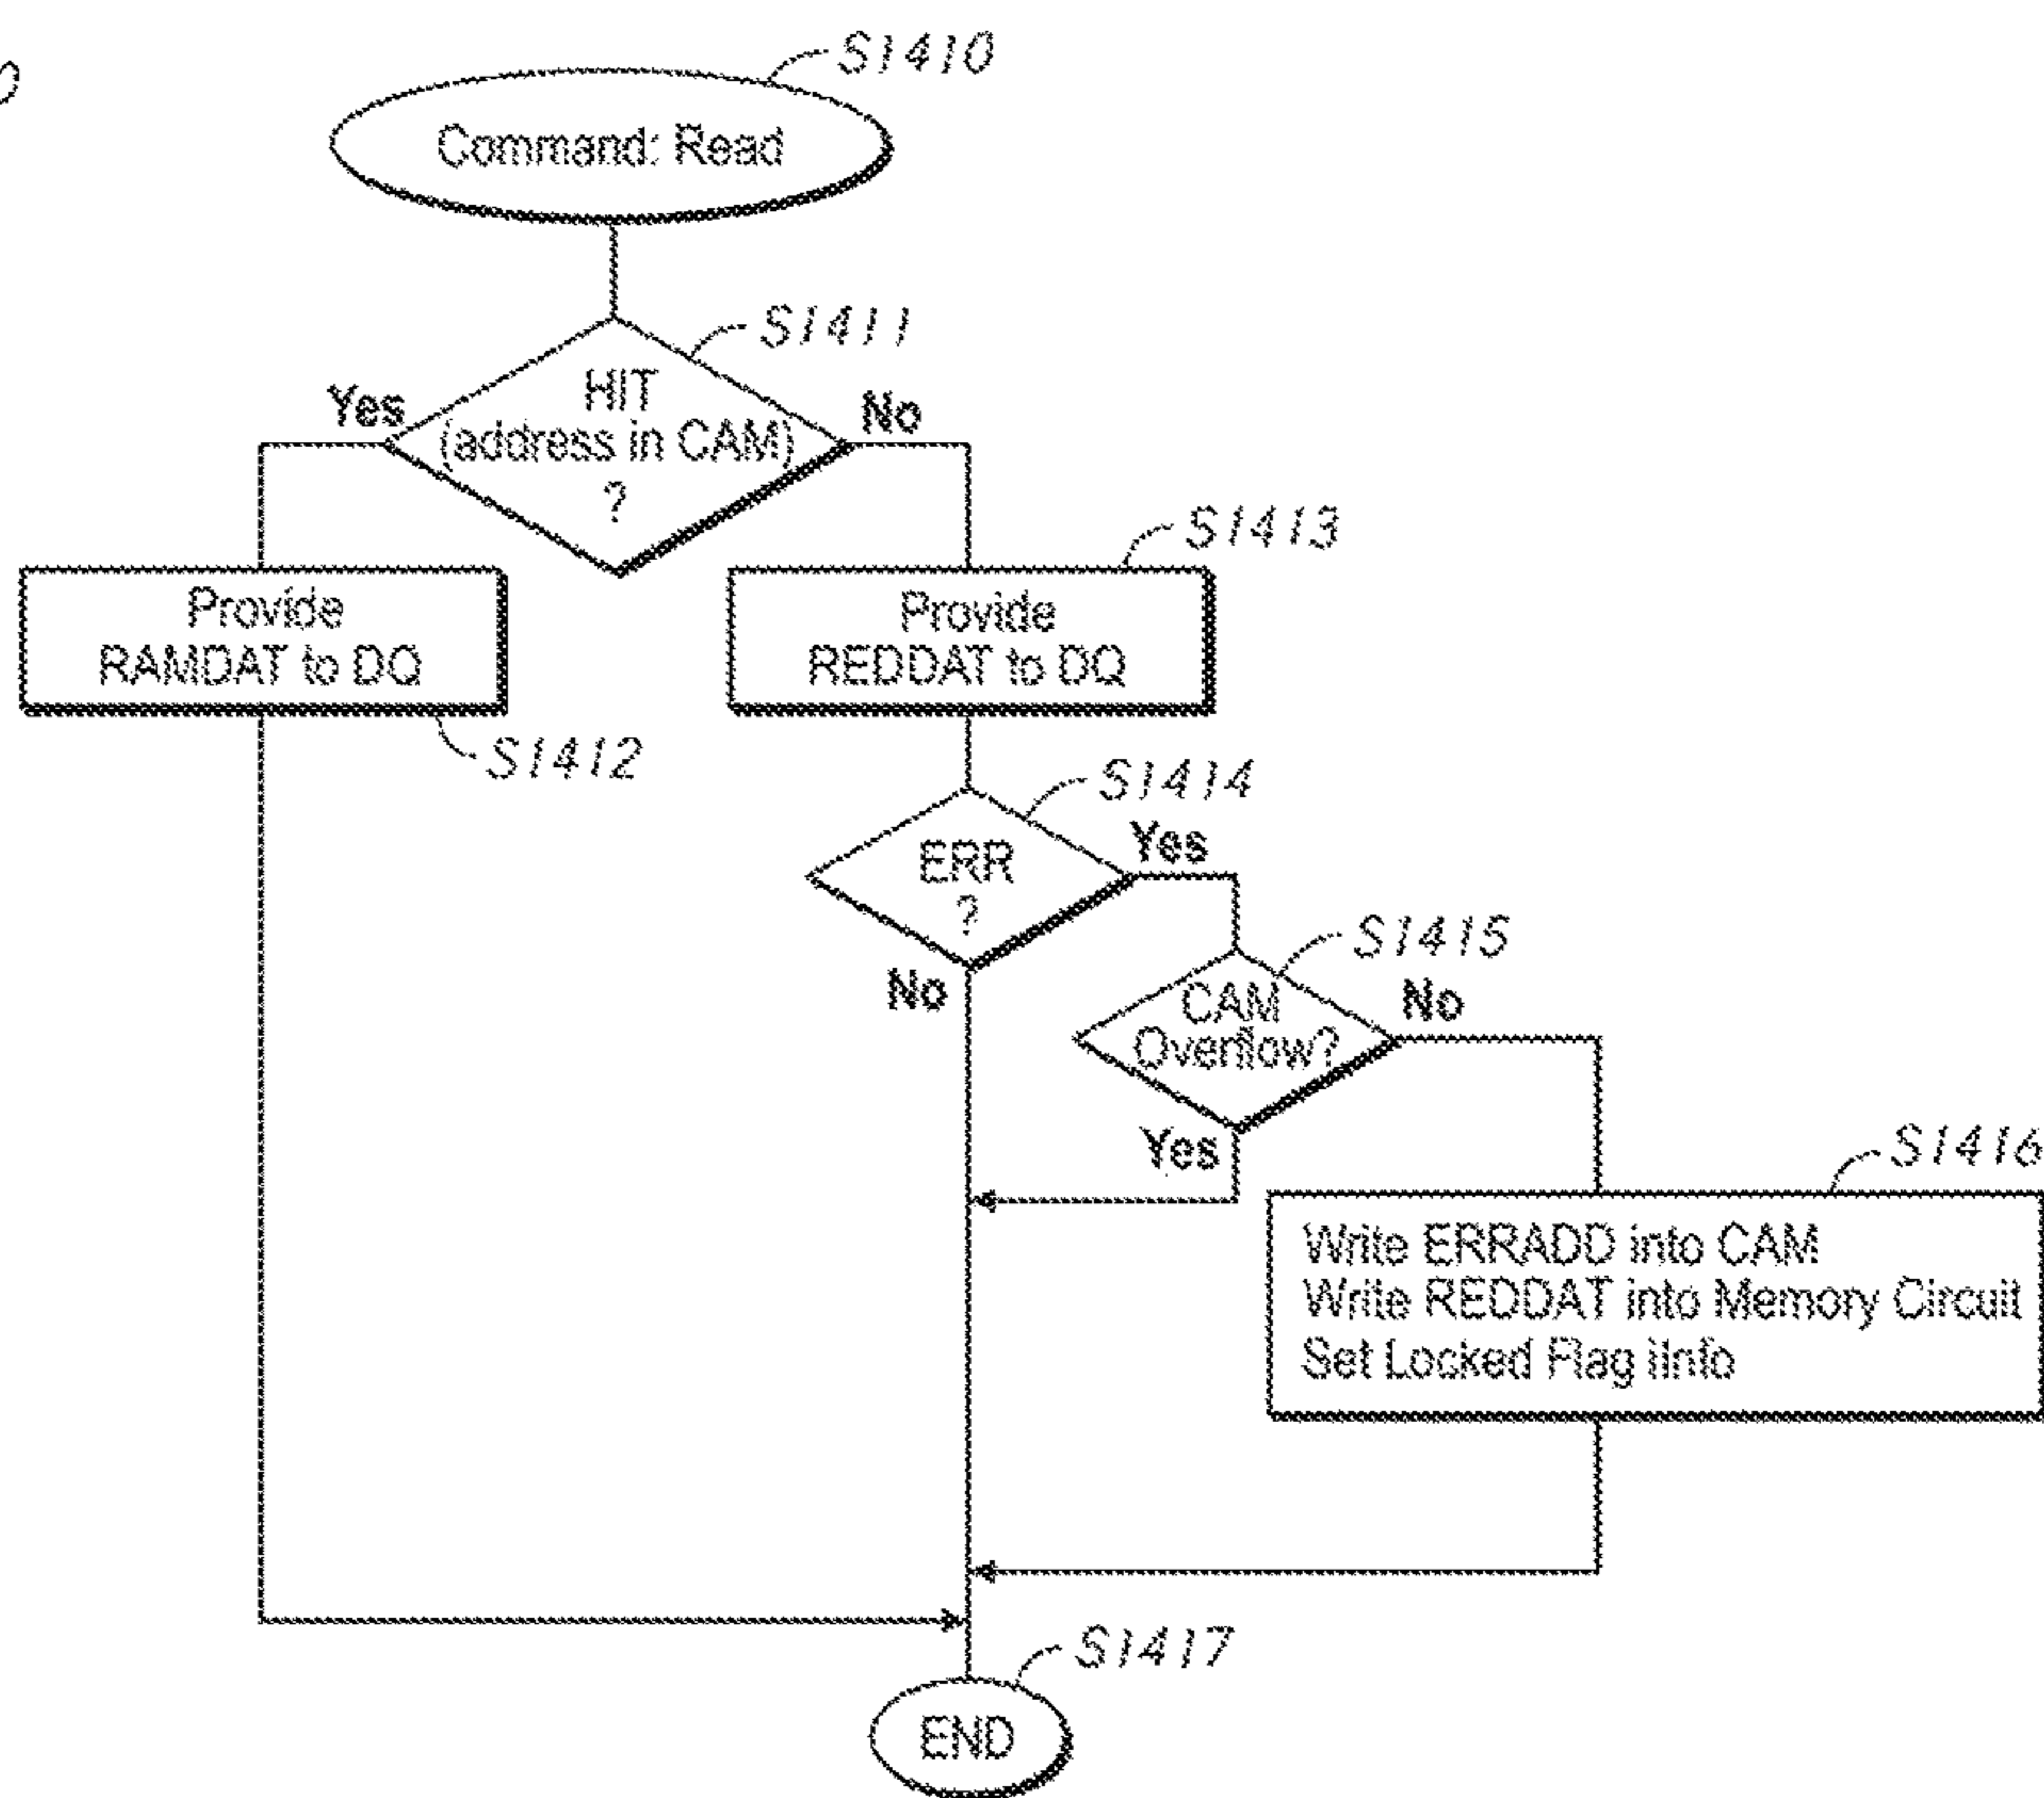 S1410
Command: Read
S1411
HIT
(address in CAM)
?
Yes
No
S1413
Provide
RAMDAT to DQ
Provide
REDDAT to DQ
S1412
S1414
ERR
?
Yes
No
S1415
CAM
Overflow?
No
Yes
S1416
Write ERRADD into CAM
Write REDDAT into Memory Circuit
Set Locked Flag iInfo
S1417
END